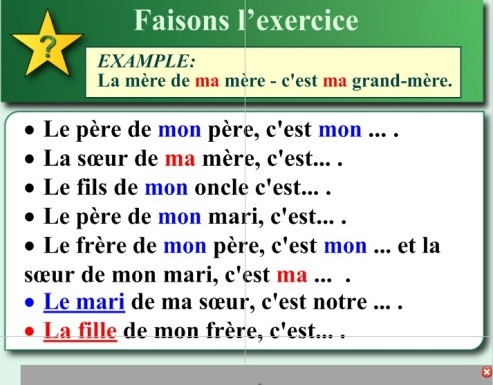 Faisons l'exercice
?
EXAMPLE:
La mère de ma mère - c'est ma grand-mère.
• Le père de mon père, c'est mon ... .
• La sœur de ma mère, c'est... .
• Le fils de mon oncle c'est... .
• Le père de mon mari, c'est... .
• Le frère de mon père, c'est mon ... et la
sœur de mon mari, c'est ma ... .
• Le mari de ma sœur, c'est notre ... .
• La fille de mon frère, c'est... .